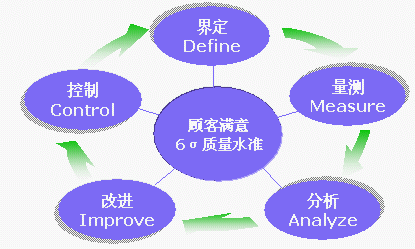 界定
Define
量测
Measure
控制
Control
顾客满意
6σ质量水准
改进
Improve
分析
Analyze